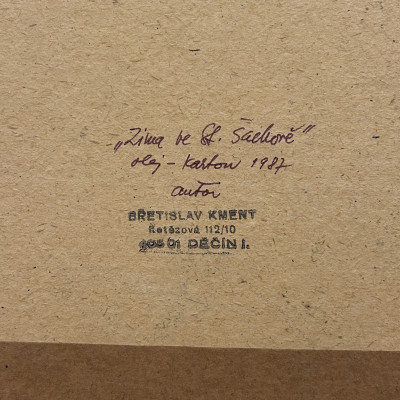 „Zima ve St. Šachově"
olej - karton 1987
autor
BŘETISLAV KMENT
Řetězová 112/10
405 01 DĚČÍN I.